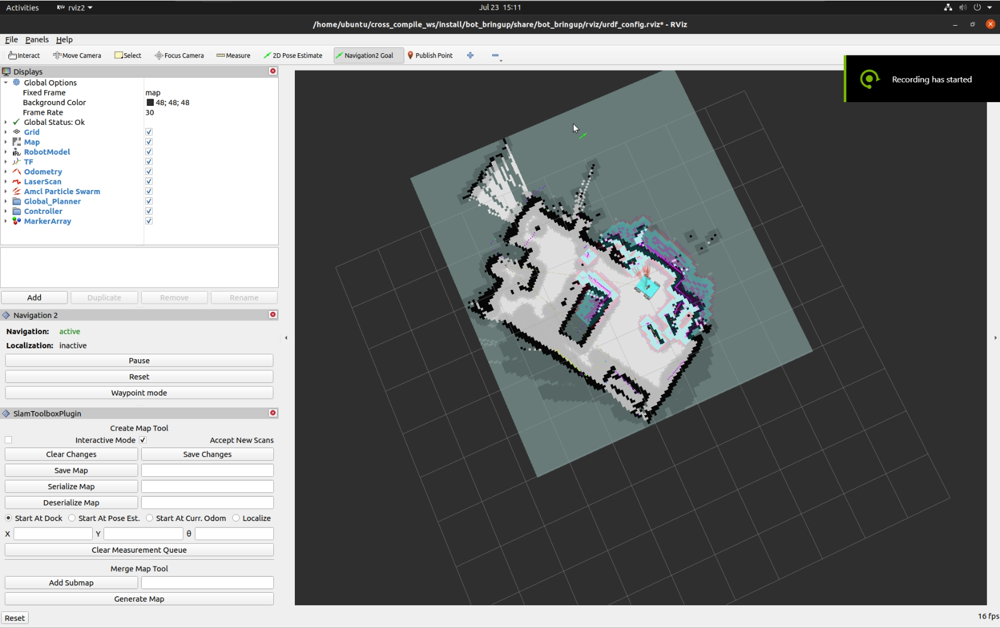 Activities rviz2 Jul 23 15:11
/home/ubuntu/cross_compile_ws/install/bot_bringup/share/bot_bringup/rviz/urdf_config.rviz* - RViz
File Panels Help
Interact Move Camera Select Focus Camera Measure 2D Pose Estimate Navigation2 Goal Publish Point
Recording has started
Displays
Global Options
Fixed Frame map
Background Color 48; 48; 48
Frame Rate 30
Global Status: Ok
Grid
Map
RobotModel
TF
Odometry
LaserScan
Amcl Particle Swarm
Global_Planner
Controller
MarkerArray
Add Duplicate Remove Rename
Navigation 2
Navigation: active
Localization: inactive
Pause
Reset
Waypoint mode
SlamToolboxPlugin
Create Map Tool
Interactive Mode Accept New Scans
Clear Changes Save Changes
Save Map
Serialize Map
Deserialize Map
Start At Dock Start At Pose Est. Start At Curr. Odom Localize
X Y θ
Clear Measurement Queue
Merge Map Tool
Add Submap
Generate Map
Reset 16 fps